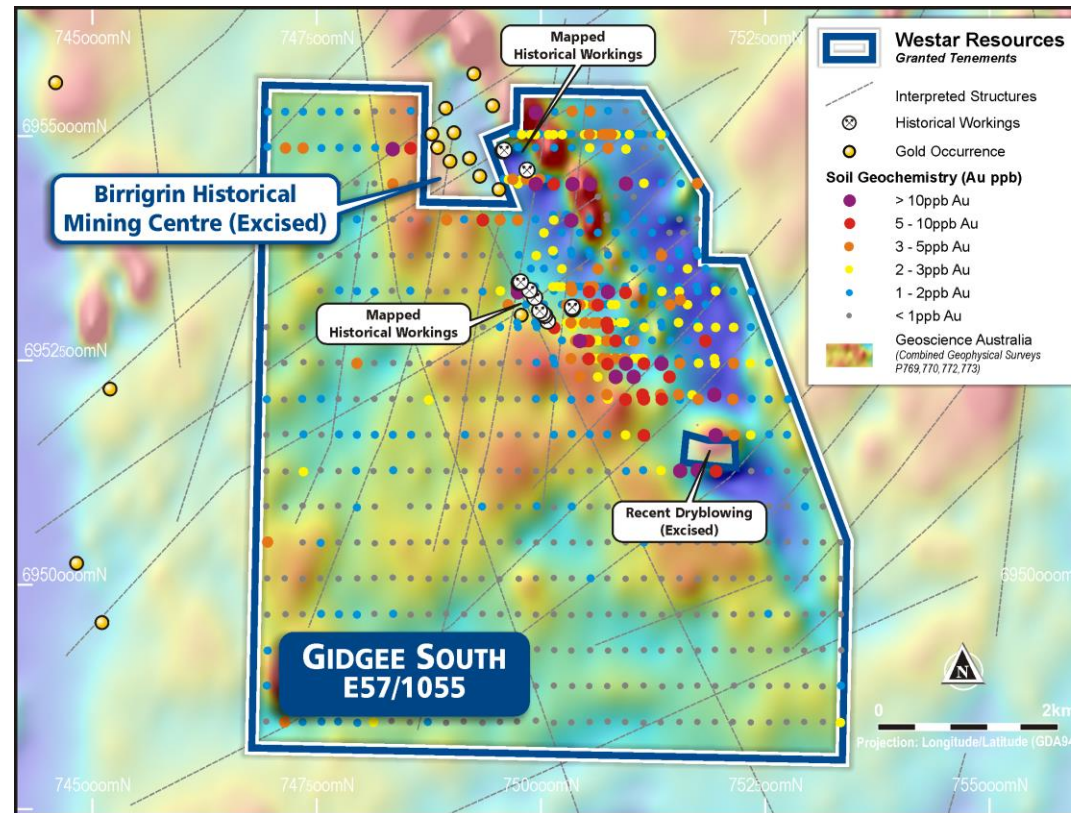 745000mN
747500mN
752500mN
Mapped
Historical Workings
6955000mN
Birrigrin Historical
Mining Centre (Excised)
Mapped
Historical Workings
6952500mN
Recent Dryblowing
(Excised)
6950000mN
6950000mN
GIDGEE SOUTH
E57/1055
745000mN
747500mN
750000mN
752500mN
755000mN
Westar Resources
Granted Tenements
Interpreted Structures
Historical Workings
Gold Occurrence
Soil Geochemistry (Au ppb)
> 10ppb Au
5 - 10ppb Au
3 - 5ppb Au
2 - 3ppb Au
1 - 2ppb Au
< 1ppb Au
Geoscience Australia
(Combined Geophysical Surveys
P769,770,772,773)
N
0 2km
Projection: Longitude/Latitude (GDA94